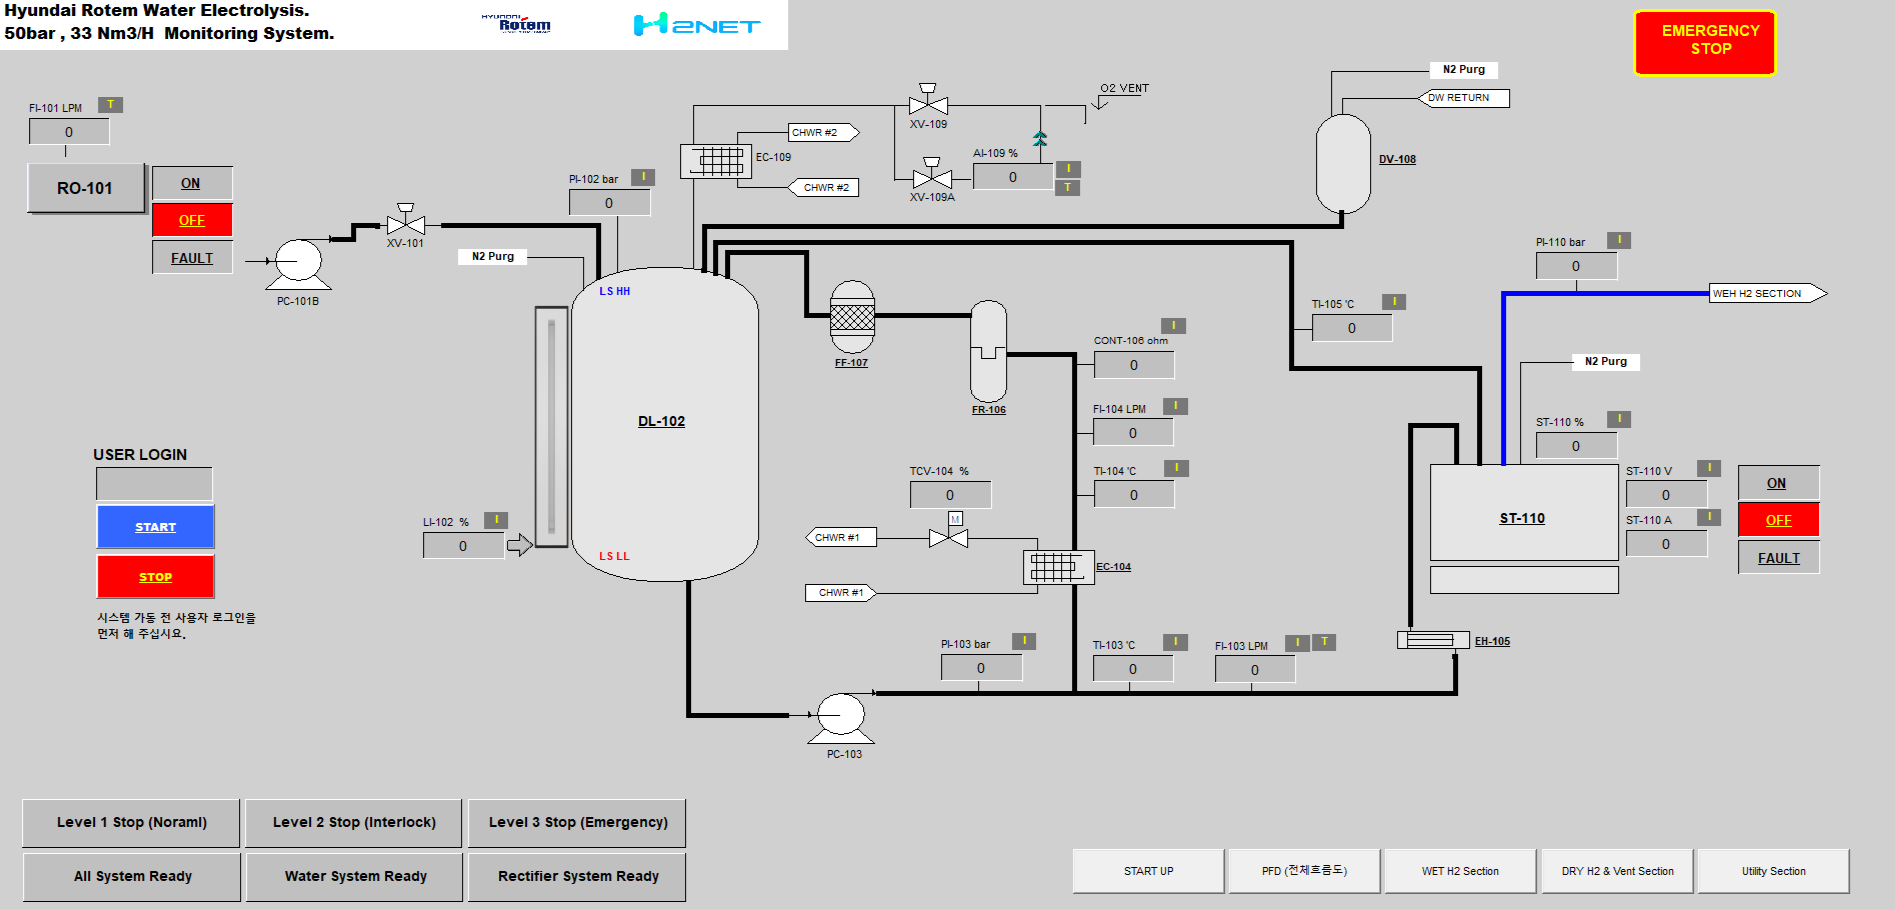 Hyundai Rotem Water Electrolysis.
50bar , 33 Nm3/H  Monitoring System.
HYUNDAI
Rotem
H2NET
EMERGENCY
STOP
N2 Purg
DW RETURN
O2 VENT
FI-101 LPM
T
0
RO-101
ON
OFF
FAULT
PC-101B
XV-101
N2 Purg
PI-102 bar
I
0
CHWR #2
EC-109
CHWR #2
XV-109
XV-109A
AI-109 %
I
0
T
DV-108
PI-110 bar
I
0
WEH H2 SECTION
LS HH
DL-102
LS LL
FF-107
FR-106
TI-105 'C
I
0
CONT-106 ohm
I
0
FI-104 LPM
I
0
TI-104 'C
I
0
N2 Purg
ST-110 %
I
0
ST-110
ST-110 V
I
0
ST-110 A
I
0
ON
OFF
FAULT
USER LOGIN
START
STOP
시스템 가동 전 사용자 로그인을
먼저 해 주십시요.
LI-102  %
I
0
TCV-104  %
0
M
CHWR #1
CHWR #1
EC-104
EH-105
PI-103 bar
I
0
TI-103 'C
I
0
FI-103 LPM
I
T
0
PC-103
Level 1 Stop (Noraml)
Level 2 Stop (Interlock)
Level 3 Stop (Emergency)
All System Ready
Water System Ready
Rectifier System Ready
START UP
PFD (전체흐름도)
WET H2 Section
DRY H2 & Vent Section
Utility Section